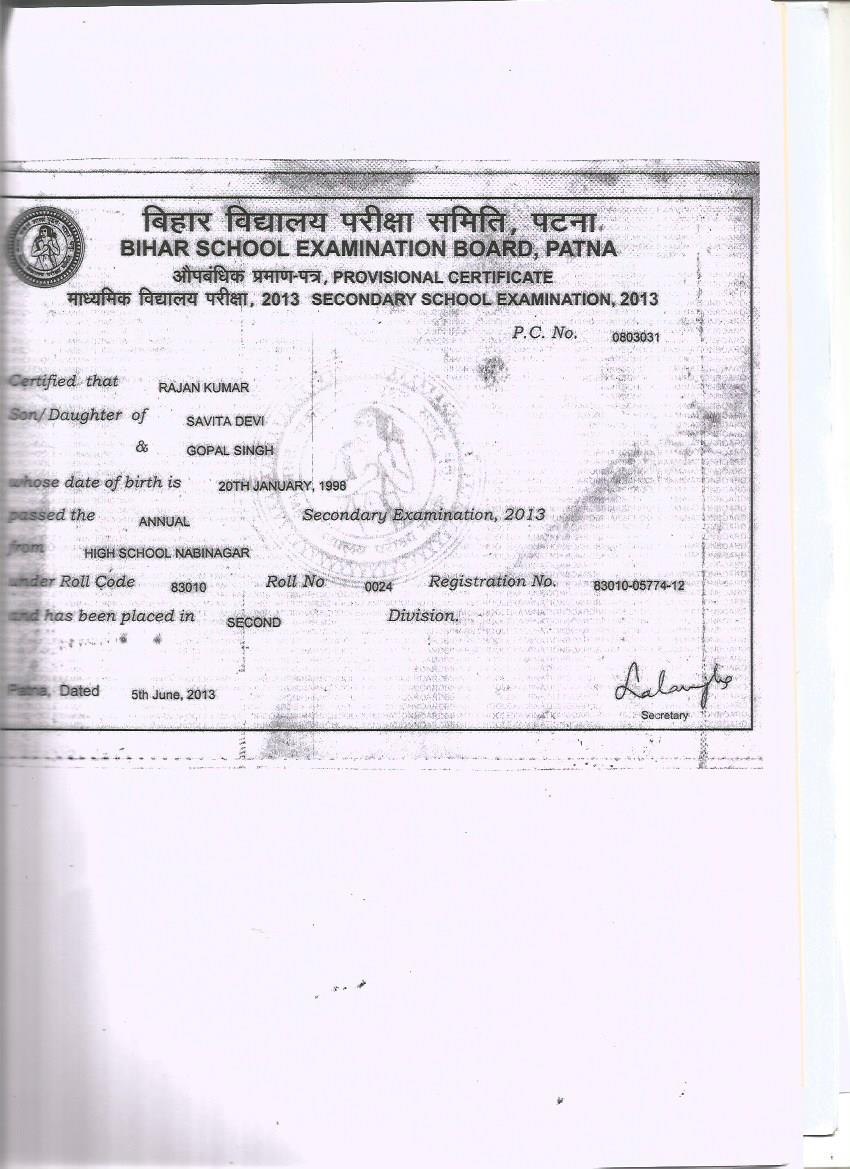 बिहार विद्यालय परीक्षा समिति, पटना
BIHAR SCHOOL EXAMINATION BOARD, PATNA
औपबंधिक प्रमाण-पत्र, PROVISIONAL CERTIFICATE
माध्यमिक विद्यालय परीक्षा, 2013 SECONDARY SCHOOL EXAMINATION, 2013
P.C. No. 0803031
Certified that RAJAN KUMAR
Son/Daughter of SAVITA DEVI
& GOPAL SINGH
whose date of birth is 20TH JANUARY, 1998
passed the ANNUAL Secondary Examination, 2013
from HIGH SCHOOL NABINAGAR
under Roll Code 83010 Roll No 0024 Registration No. 83010-05774-12
and has been placed in SECOND Division.
Patna, Dated 5th June, 2013
Secretary